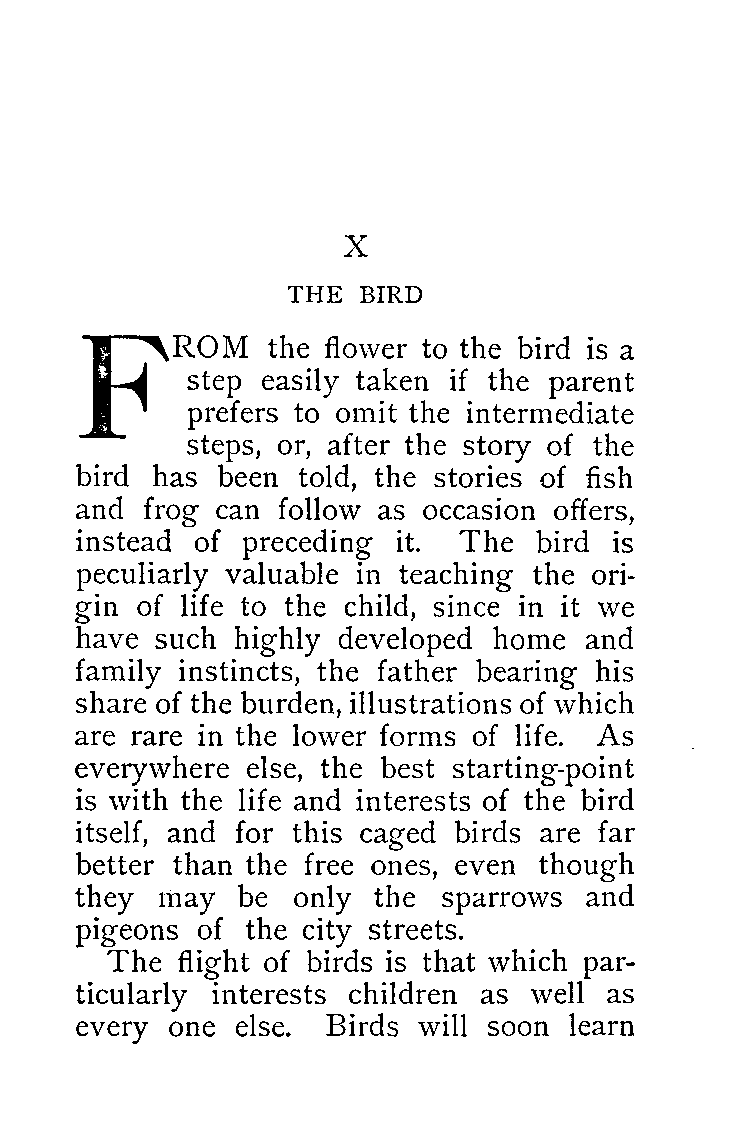 X
THE BIRD
FROM the flower to the bird is a
step easily taken if the parent
prefers to omit the intermediate
steps, or, after the story of the
bird has been told, the stories of fish
and frog can follow as occasion offers,
instead of preceding it. The bird is
peculiarly valuable in teaching the ori-
gin of life to the child, since in it we
have such highly developed home and
family instincts, the father bearing his
share of the burden, illustrations of which
are rare in the lower forms of life. As
everywhere else, the best starting-point
is with the life and interests of the bird
itself, and for this caged birds are far
better than the free ones, even though
they may be only the sparrows and
pigeons of the city streets.
The flight of birds is that which par-
ticularly interests children as well as
every one else. Birds will soon learn